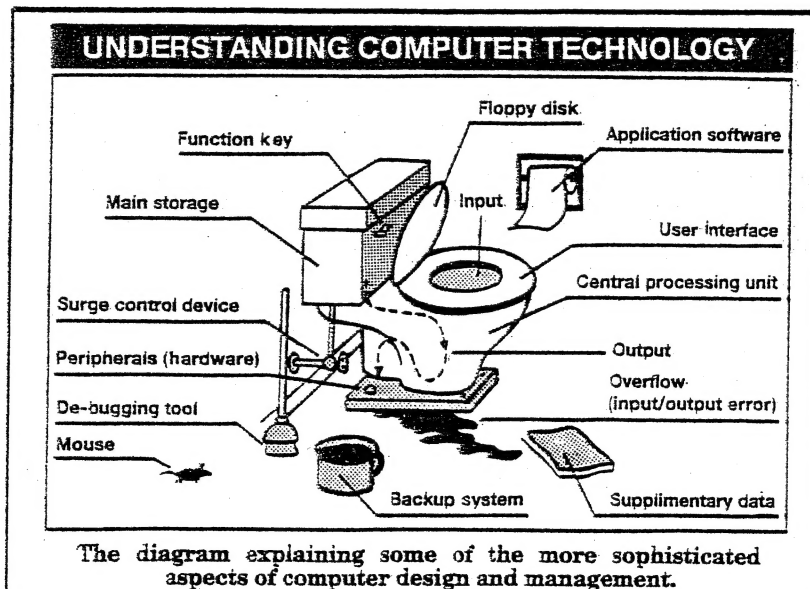 UNDERSTANDING COMPUTER TECHNOLOGY
Floppy disk
Function key
Application software
Main storage
Input
User interface
Central processing unit
Surge control device
Output
Peripherals (hardware)
Overflow
(input/output error)
De-bugging tool
Mouse
Backup system
Supplimentary data
The diagram explaining some of the more sophisticated
aspects of computer design and management.